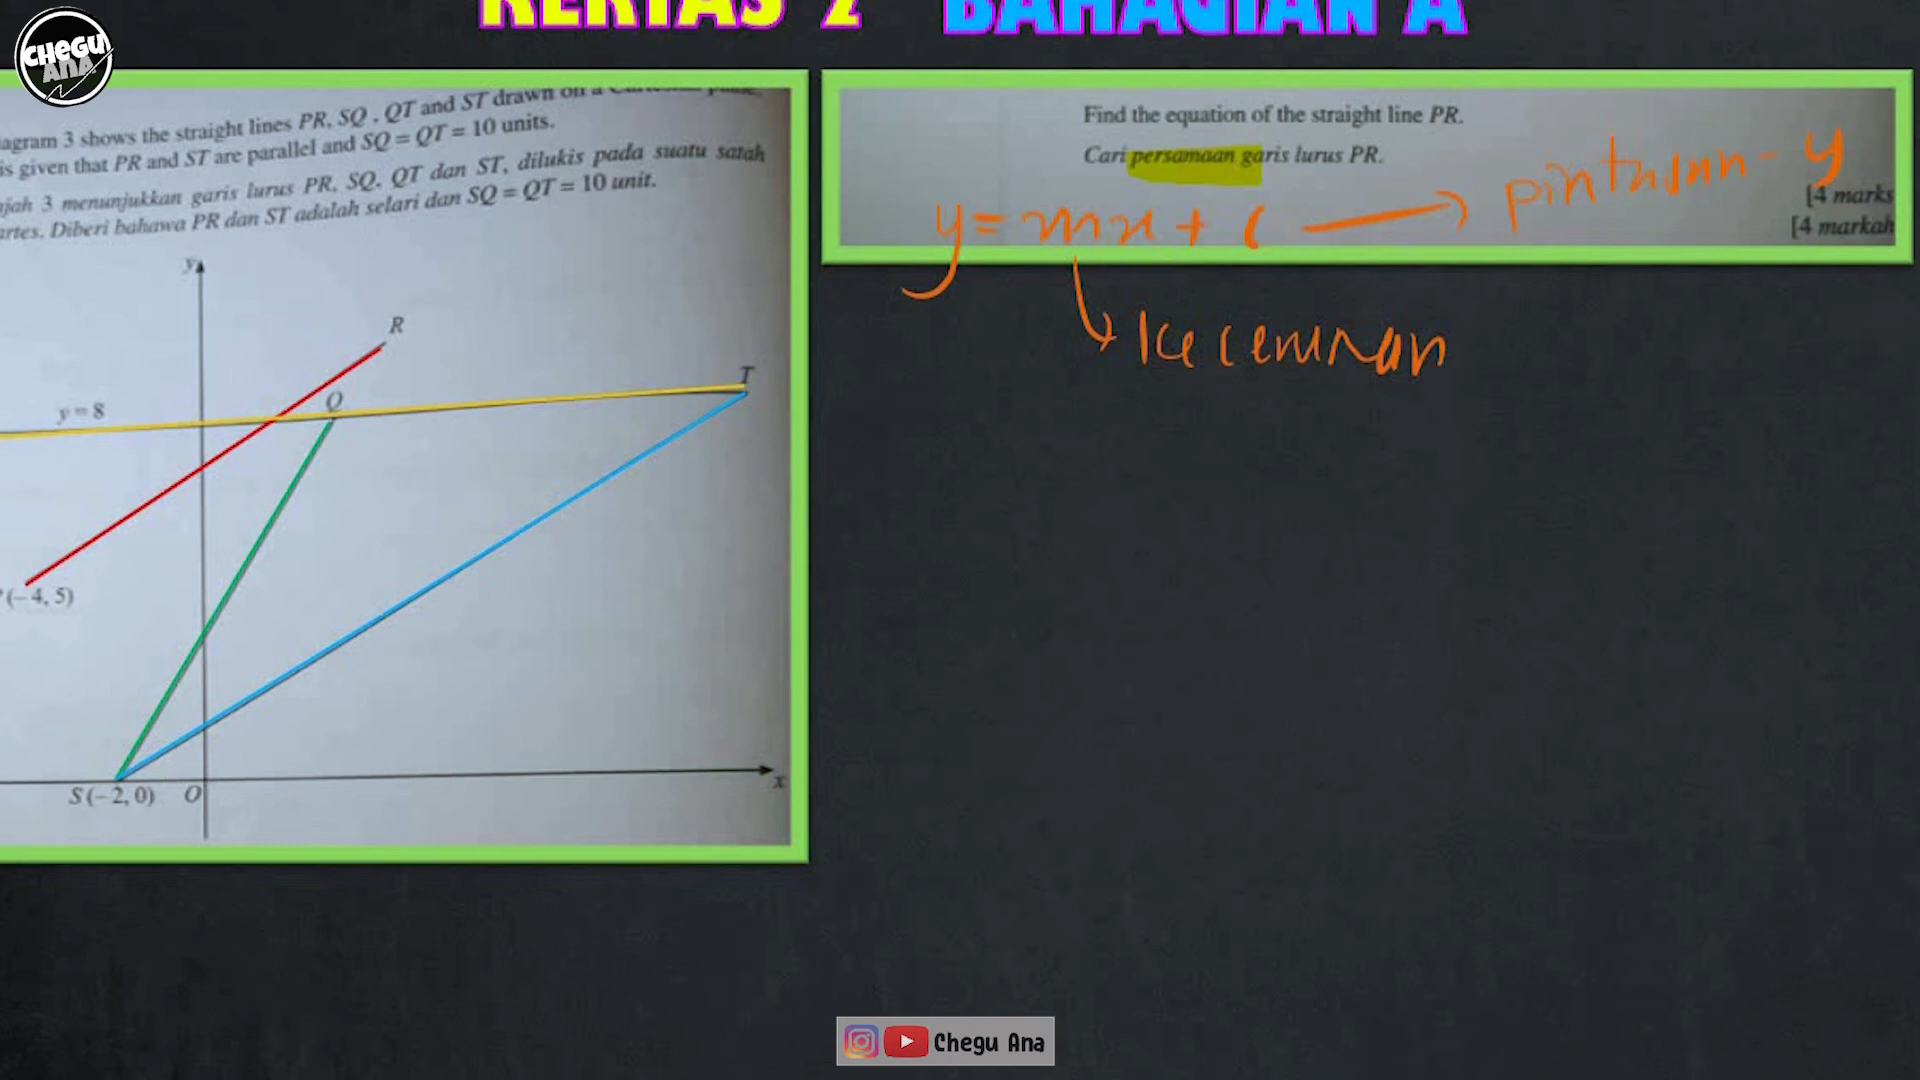 KERTAS 2 BAHAGIAN A
CHEGU
ANA
agram 3 shows the straight lines PR, SQ, QT and ST drawn on a Cartesian plane.
is given that PR and ST are parallel and SQ = QT = 10 units.
ajah 3 menunjukkan garis lurus PR, SQ, QT dan ST, dilukis pada suatu satah
artes. Diberi bahawa PR dan ST adalah selari dan SQ = QT = 10 unit.
y
R
T
Q
y = 8
(– 4, 5)
S (– 2, 0)
O
x
Find the equation of the straight line PR.
Cari persamaan garis lurus PR.
[4 marks
[4 markah
y = mx + c → pintasan - y
kecerunan
Chegu Ana